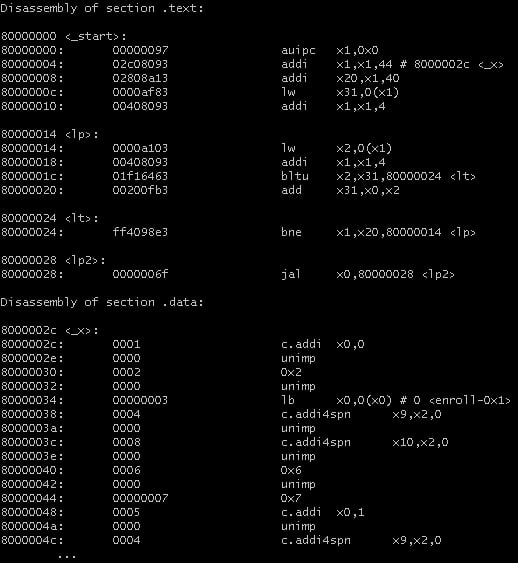 Disassembly of section .text:
80000000 <_start>:
80000000: 00000097 auipc x1,0x0
80000004: 02c08093 addi x1,x1,44 # 8000002c <_x>
80000008: 02808a13 addi x20,x1,40
8000000c: 0000af83 lw x31,0(x1)
80000010: 00408093 addi x1,x1,4
80000014 <lp>:
80000014: 0000a103 lw x2,0(x1)
80000018: 00408093 addi x1,x1,4
8000001c: 01f16463 bltu x2,x31,80000024 <lt>
80000020: 00200fb3 add x31,x0,x2
80000024 <lt>:
80000024: ff4098e3 bne x1,x20,80000014 <lp>
80000028 <lp2>:
80000028: 0000006f jal x0,80000028 <lp2>
Disassembly of section .data:
8000002c <_x>:
8000002c: 0001 c.addi x0,0
8000002e: 0000 unimp
80000030: 0002 0x2
80000032: 0000 unimp
80000034: 00000003 lb x0,0(x0) # 0 <enroll-0x1>
80000038: 0004 c.addi4spn x9,x2,0
8000003a: 0000 unimp
8000003c: 0008 c.addi4spn x10,x2,0
8000003e: 0000 unimp
80000040: 0006 0x6
80000042: 0000 unimp
80000044: 00000007 0x7
80000048: 0005 c.addi x0,1
8000004a: 0000 unimp
8000004c: 0004 c.addi4spn x9,x2,0
...